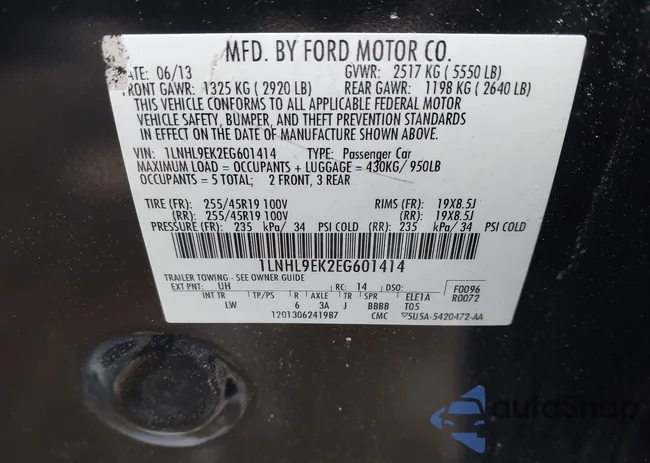 MFD. BY FORD MOTOR CO.
DATE: 06/13 GVWR: 2517 KG ( 5550 LB)
FRONT GAWR: 1325 KG ( 2920 LB) REAR GAWR: 1198 KG ( 2640 LB)
THIS VEHICLE CONFORMS TO ALL APPLICABLE FEDERAL MOTOR
VEHICLE SAFETY, BUMPER, AND THEFT PREVENTION STANDARDS
IN EFFECT ON THE DATE OF MANUFACTURE SHOWN ABOVE.
VIN: 1LNHL9EK2EG601414 TYPE: Passenger Car
MAXIMUM LOAD = OCCUPANTS + LUGGAGE = 430KG/ 950LB
OCCUPANTS = 5 TOTAL; 2 FRONT, 3 REAR
TIRE (FR): 255/45R19 100V RIMS (FR): 19X8.5J
(RR): 255/45R19 100V (RR): 19X8.5J
PRESSURE (FR): 235 kPa/ 34 PSI COLD (RR): 235 kPa/ 34 PSI COLD
1LNHL9EK2EG601414
TRAILER TOWING - SEE OWNER GUIDE
EXT PNT: UH RC: 14 DSO: F0096
INT TR TP/PS R AXLE TR SPR ELE1A R0072
LW 6 3A J BBBB T05
1201306241987 CMC 5U5A-5420472-AA
autoSnap